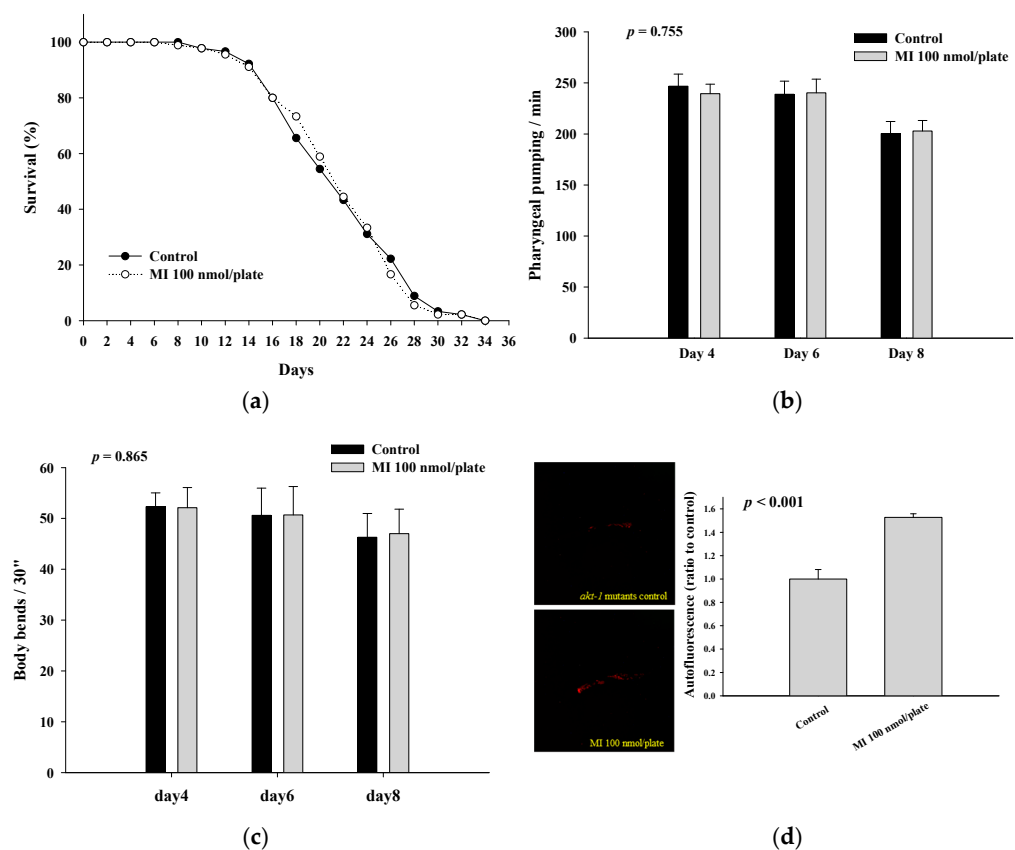 100
80
60
40
20
0
Survival (%)
Control
MI 100 nmol/plate
0 2 4 6 8 10 12 14 16 18 20 22 24 26 28 30 32 34 36
Days
(a)
p = 0.755
Control
MI 100 nmol/plate
300
250
200
150
100
50
0
Pharyngeal pumping / min
Day 4 Day 6 Day 8
(b)
p = 0.865
Control
MI 100 nmol/plate
60
50
40
30
20
10
0
Body bends / 30"
day4 day6 day8
(c)
akt-1 mutants control
MI 100 nmol/plate
p < 0.001
1.6
1.4
1.2
1.0
0.8
0.6
0.4
0.2
0.0
Autofluorescence (ratio to control)
Control
MI 100 nmol/plate
(d)